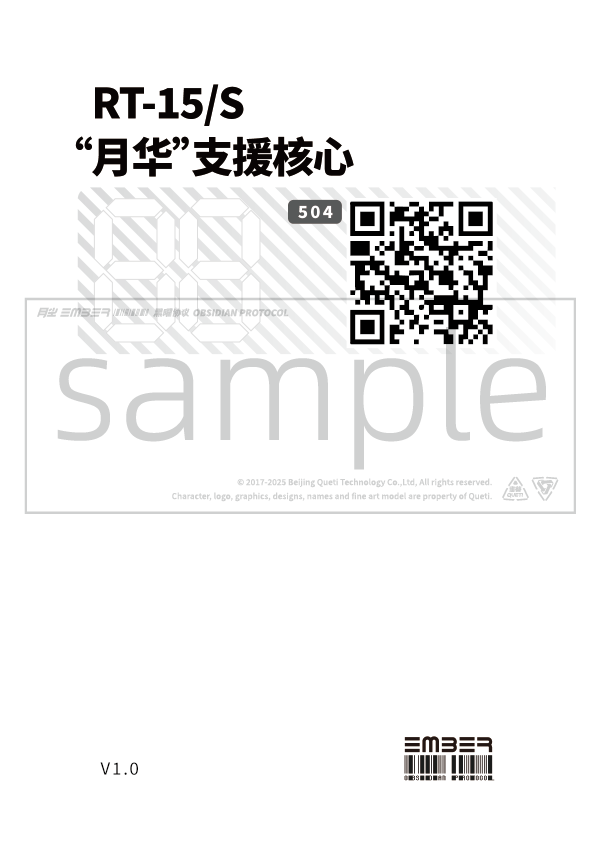 RT-15/S
“月华”支援核心
504
EMBER
黑曜协议 OBSIDIAN PROTOCOL
sample
© 2017-2025 Beijing Queti Technology Co.,Ltd, All rights reserved.
Character, logo, graphics, designs, names and fine art model are property of Queti.
QUETI
V1.0
EMBER